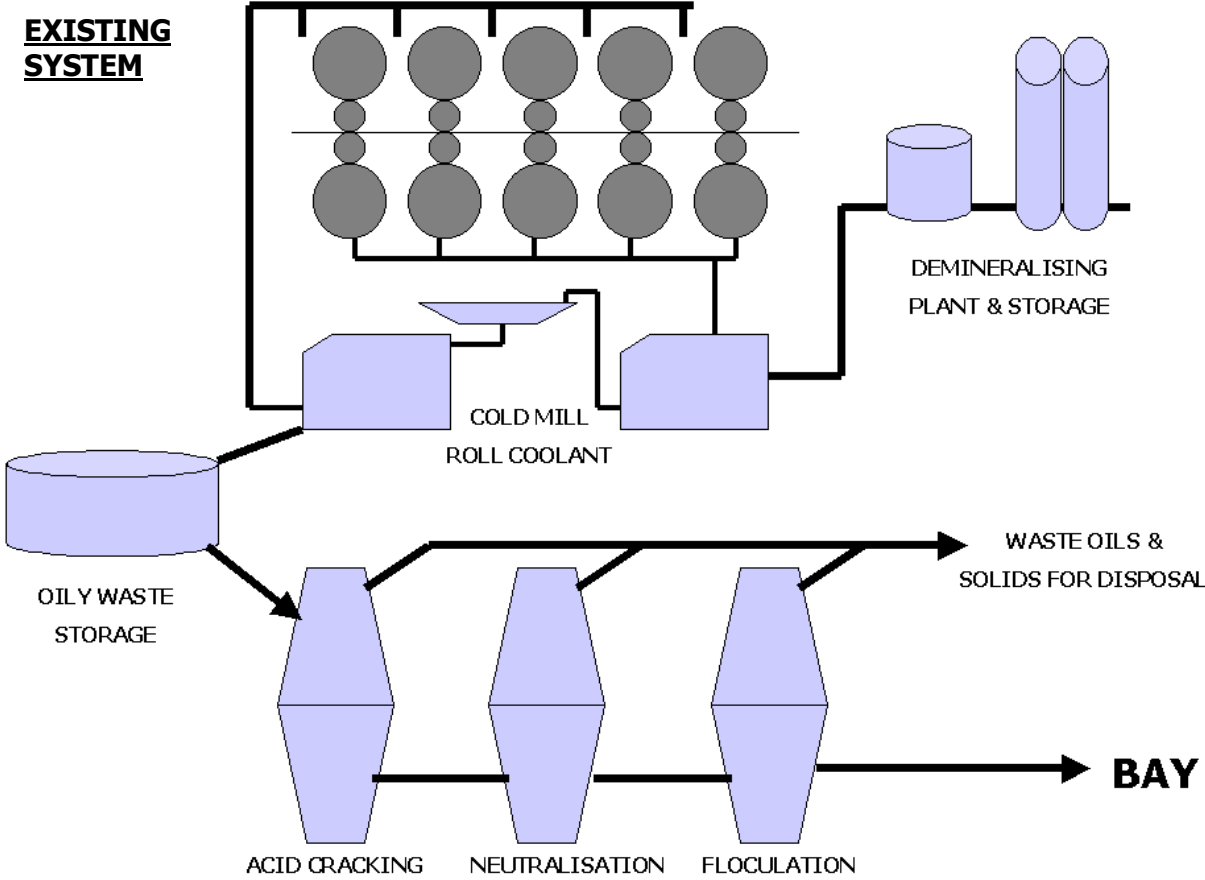 EXISTING
SYSTEM
DEMINERALISING
PLANT & STORAGE
COLD MILL
ROLL COOLANT
OILY WASTE
STORAGE
WASTE OILS &
SOLIDS FOR DISPOSAL
BAY
ACID CRACKING
NEUTRALISATION
FLOCULATION